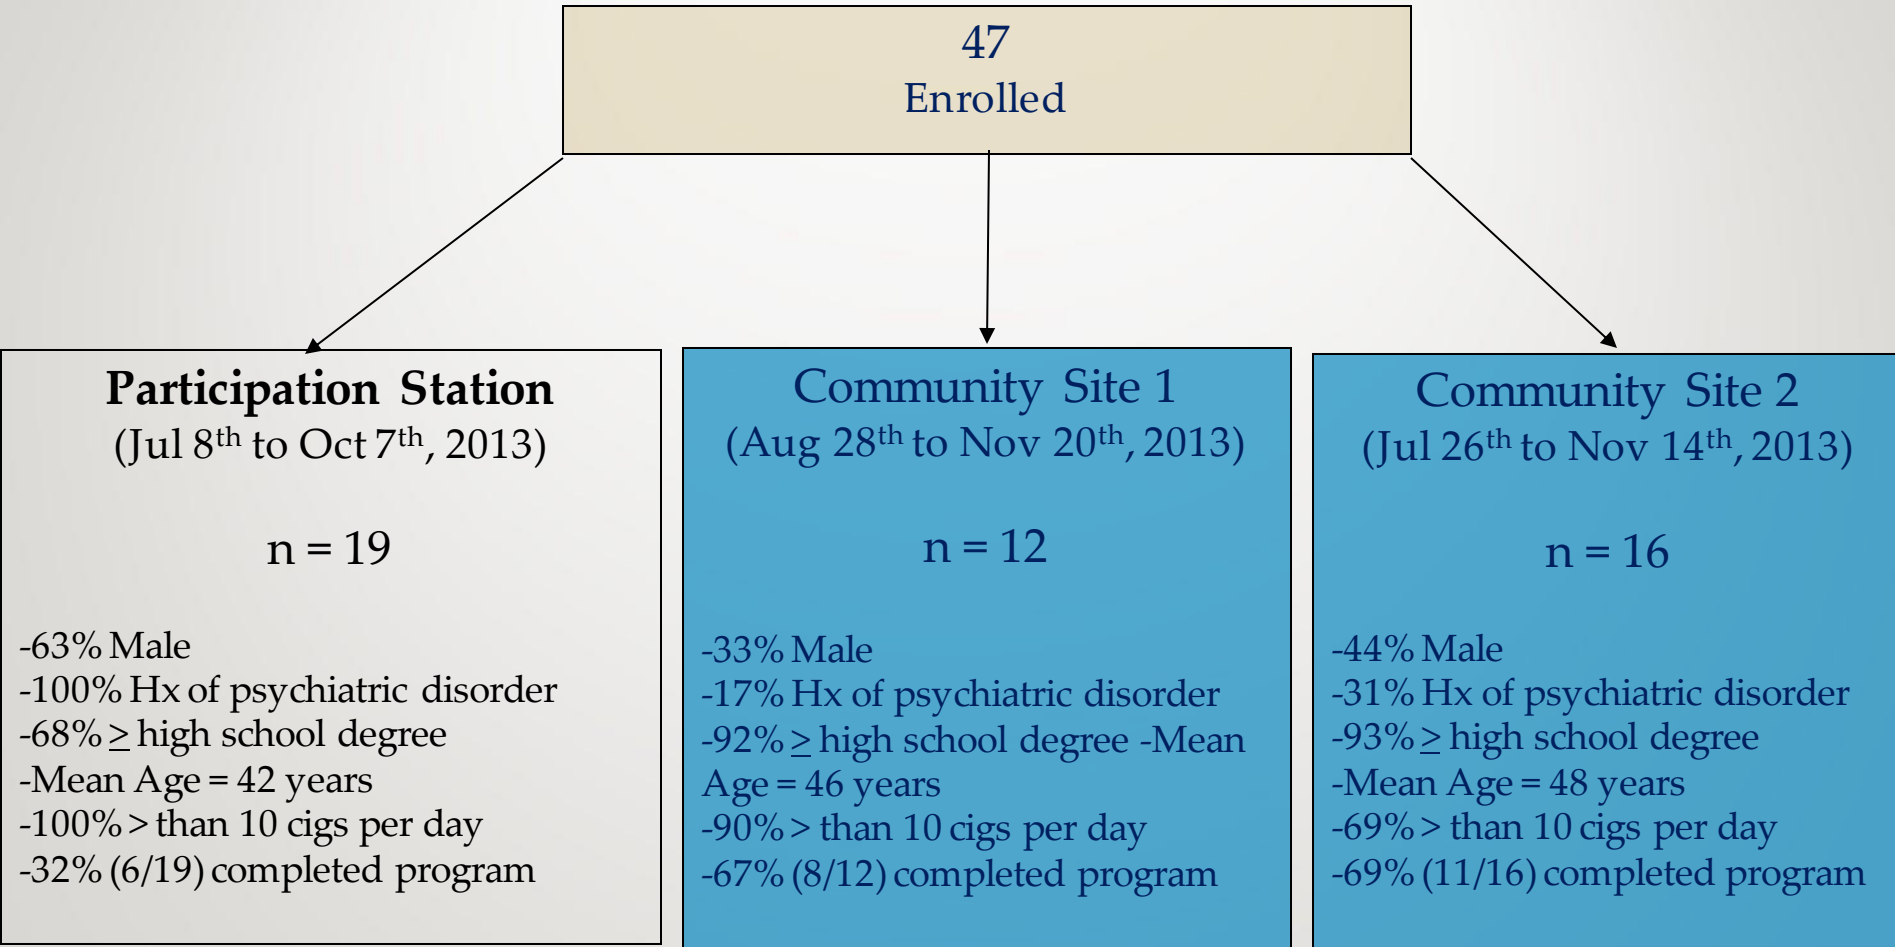 47
Enrolled
Participation Station
(Jul 8th to Oct 7th, 2013)
n = 19
-63% Male
-100% Hx of psychiatric disorder
-68% ≥ high school degree
-Mean Age = 42 years
-100% > than 10 cigs per day
-32% (6/19) completed program
Community Site 1
(Aug 28th to Nov 20th, 2013)
n = 12
-33% Male
-17% Hx of psychiatric disorder
-92% ≥ high school degree -Mean
Age = 46 years
-90% > than 10 cigs per day
-67% (8/12) completed program
Community Site 2
(Jul 26th to Nov 14th, 2013)
n = 16
-44% Male
-31% Hx of psychiatric disorder
-93% ≥ high school degree
-Mean Age = 48 years
-69% > than 10 cigs per day
-69% (11/16) completed program